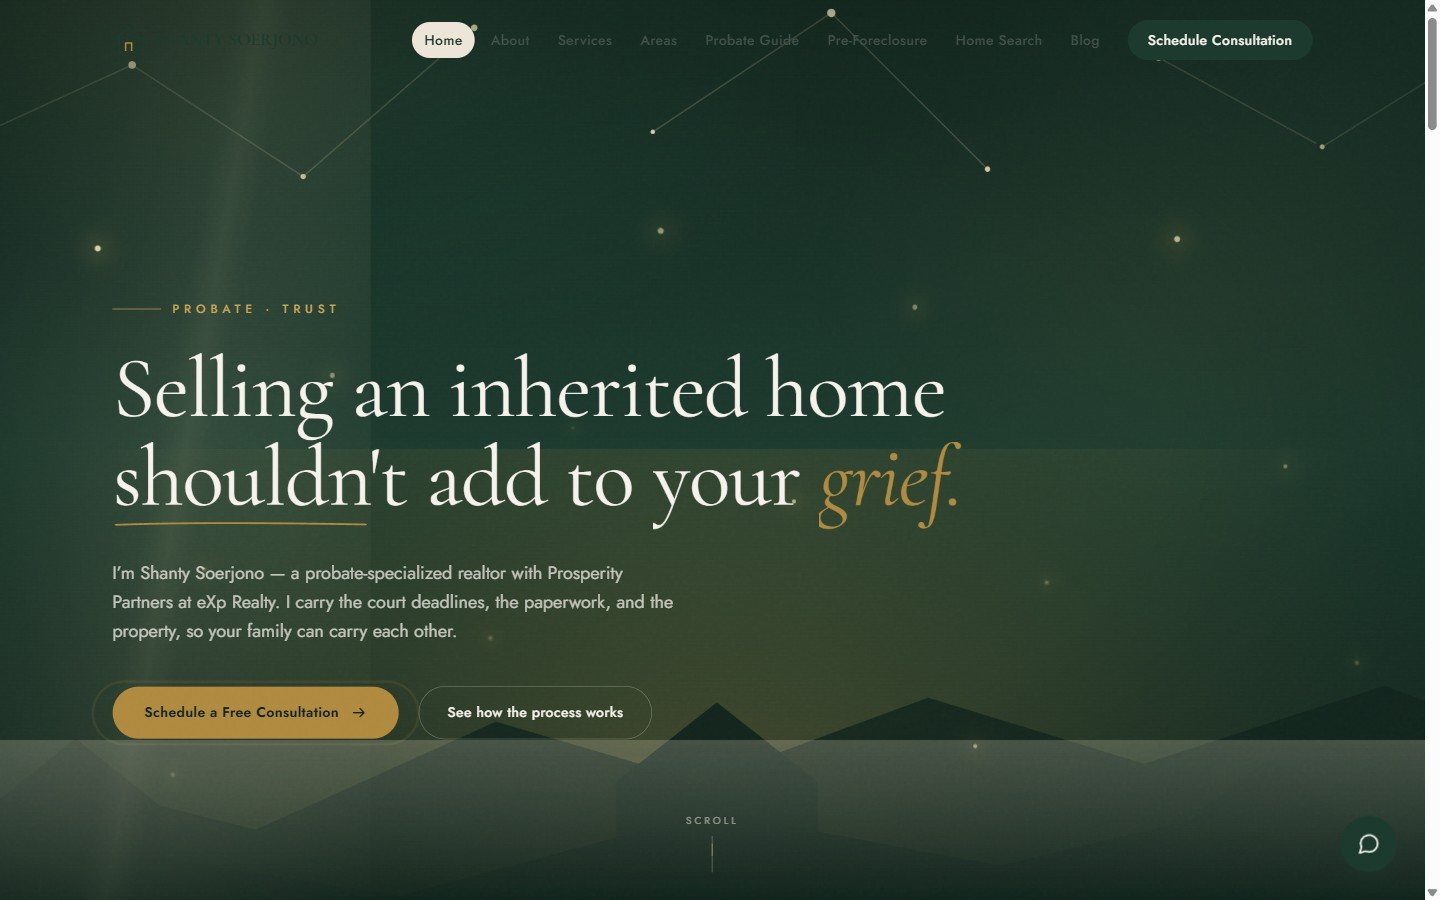 SHANTY SOERJONO
Home
About
Services
Areas
Probate Guide
Pre-Foreclosure
Home Search
Blog
Schedule Consultation
PROBATE · TRUST
Selling an inherited home
shouldn't add to your grief.
I'm Shanty Soerjono — a probate-specialized realtor with Prosperity
Partners at eXp Realty. I carry the court deadlines, the paperwork, and the
property, so your family can carry each other.
Schedule a Free Consultation →
See how the process works
SCROLL